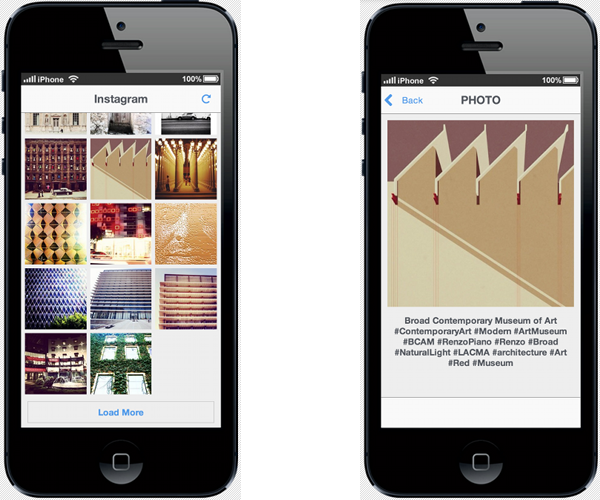 iPhone 100%
Instagram
Load More
iPhone 100%
Back PHOTO
Broad Contemporary Museum of Art
#ContemporaryArt #Modern #ArtMuseum
#BCAM #RenzoPiano #Renzo #Broad
#NaturalLight #LACMA #architecture #Art
#Red #Museum